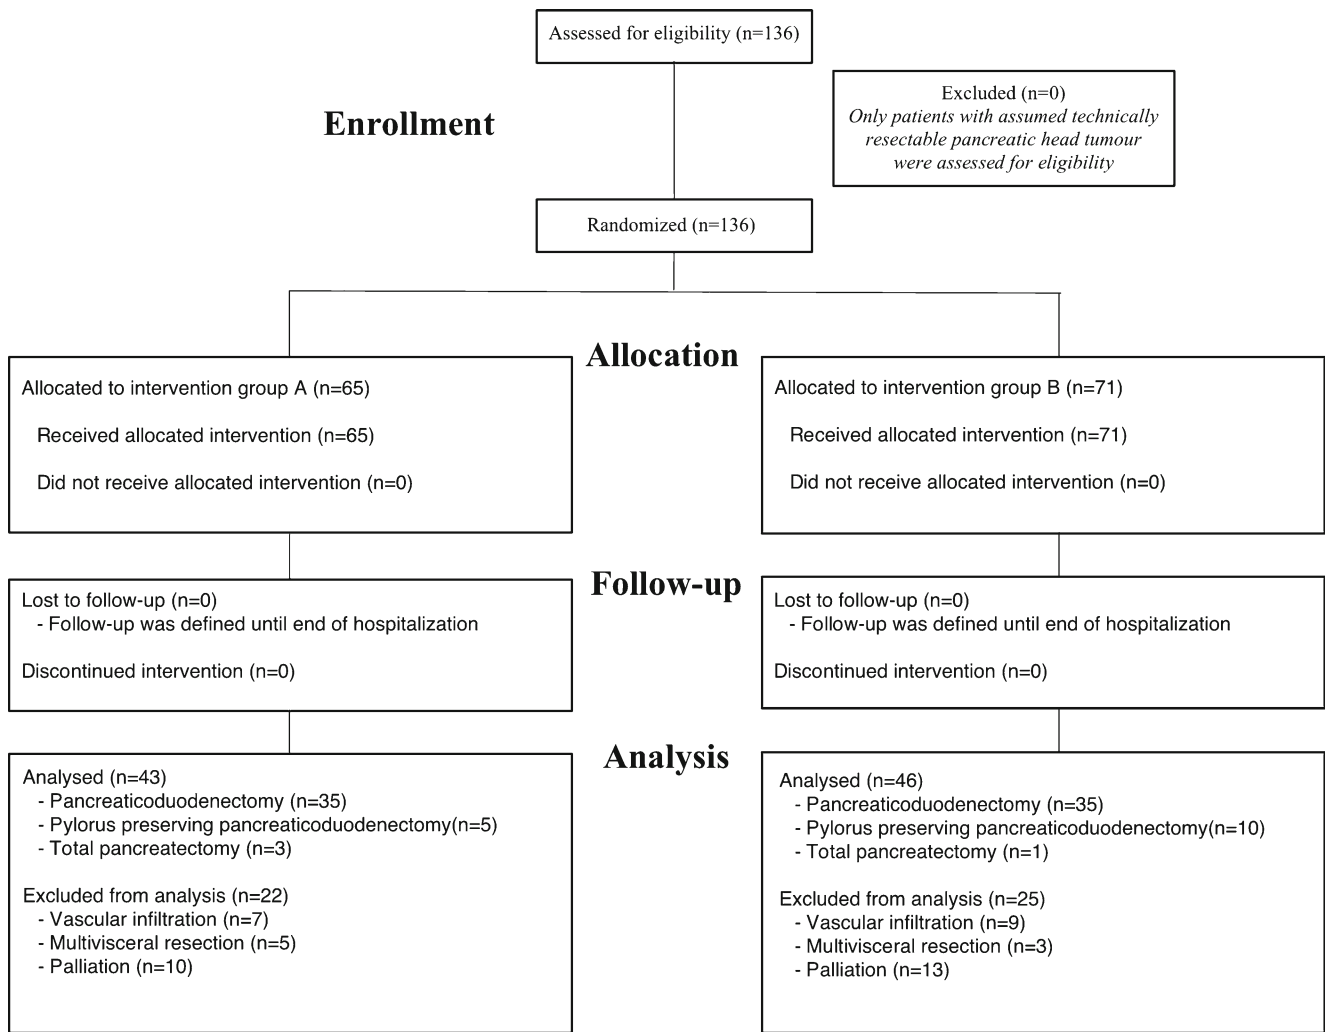 Assessed for eligibility (n=136)
Excluded (n=0)
Only patients with assumed technically
resectable pancreatic head tumour
were assessed for eligibility
Enrollment
Randomized (n=136)
Allocation
Allocated to intervention group A (n=65)
Received allocated intervention (n=65)
Did not receive allocated intervention (n=0)
Allocated to intervention group B (n=71)
Received allocated intervention (n=71)
Did not receive allocated intervention (n=0)
Follow-up
Lost to follow-up (n=0)
- Follow-up was defined until end of hospitalization
Discontinued intervention (n=0)
Lost to follow-up (n=0)
- Follow-up was defined until end of hospitalization
Discontinued intervention (n=0)
Analysis
Analysed (n=43)
- Pancreaticoduodenectomy (n=35)
- Pylorus preserving pancreaticoduodenectomy(n=5)
- Total pancreatectomy (n=3)
Excluded from analysis (n=22)
- Vascular infiltration (n=7)
- Multivisceral resection (n=5)
- Palliation (n=10)
Analysed (n=46)
- Pancreaticoduodenectomy (n=35)
- Pylorus preserving pancreaticoduodenectomy(n=10)
- Total pancreatectomy (n=1)
Excluded from analysis (n=25)
- Vascular infiltration (n=9)
- Multivisceral resection (n=3)
- Palliation (n=13)